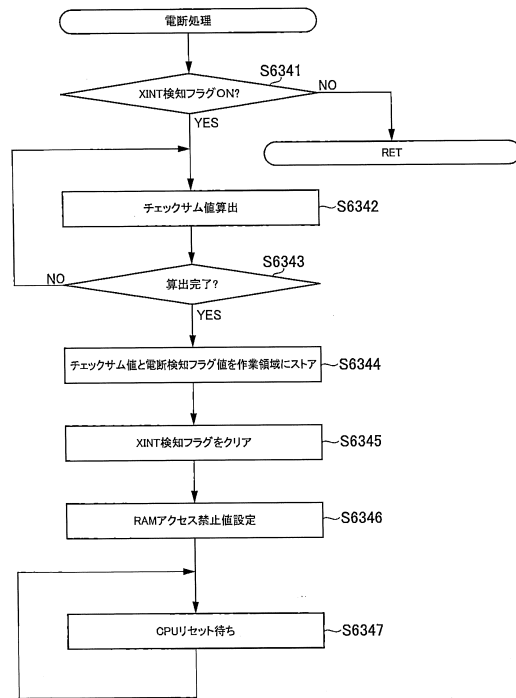 電断処理
S6341
XINT検知フラグON?
NO
YES
RET
チェックサム値算出
S6342
S6343
算出完了?
NO
YES
チェックサム値と電断検知フラグ値を作業領域にストア
S6344
XINT検知フラグをクリア
S6345
RAMアクセス禁止値設定
S6346
CPUリセット待ち
S6347